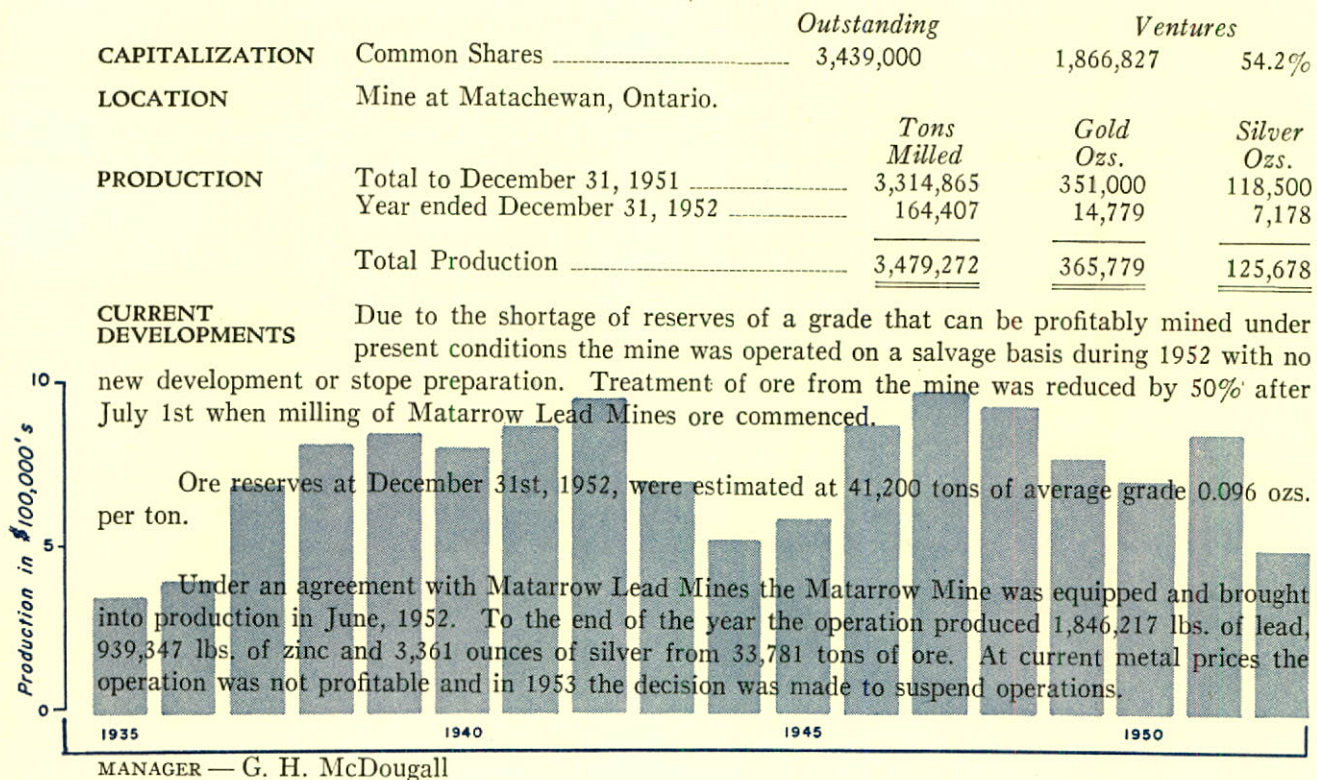 Outstanding Ventures
CAPITALIZATION Common Shares 3,439,000 1,866,827 54.2%
LOCATION Mine at Matachewan, Ontario.
Tons Gold Silver
Milled Ozs. Ozs.
PRODUCTION Total to December 31, 1951 3,314,865 351,000 118,500
Year ended December 31, 1952 164,407 14,779 7,178
Total Production 3,479,272 365,779 125,678
CURRENT
DEVELOPMENTS
Due to the shortage of reserves of a grade that can be profitably mined under
present conditions the mine was operated on a salvage basis during 1952 with no
new development or stope preparation. Treatment of ore from the mine was reduced by 50% after
July 1st when milling of Matarrow Lead Mines ore commenced.
Ore reserves at December 31st, 1952, were estimated at 41,200 tons of average grade 0.096 ozs.
per ton.
Under an agreement with Matarrow Lead Mines the Matarrow Mine was equipped and brought
into production in June, 1952. To the end of the year the operation produced 1,846,217 lbs. of lead,
939,347 lbs. of zinc and 3,361 ounces of silver from 33,781 tons of ore. At current metal prices the
operation was not profitable and in 1953 the decision was made to suspend operations.
Production in $100,000's
10
5
0
1935 1940 1945 1950
MANAGER — G. H. McDougall